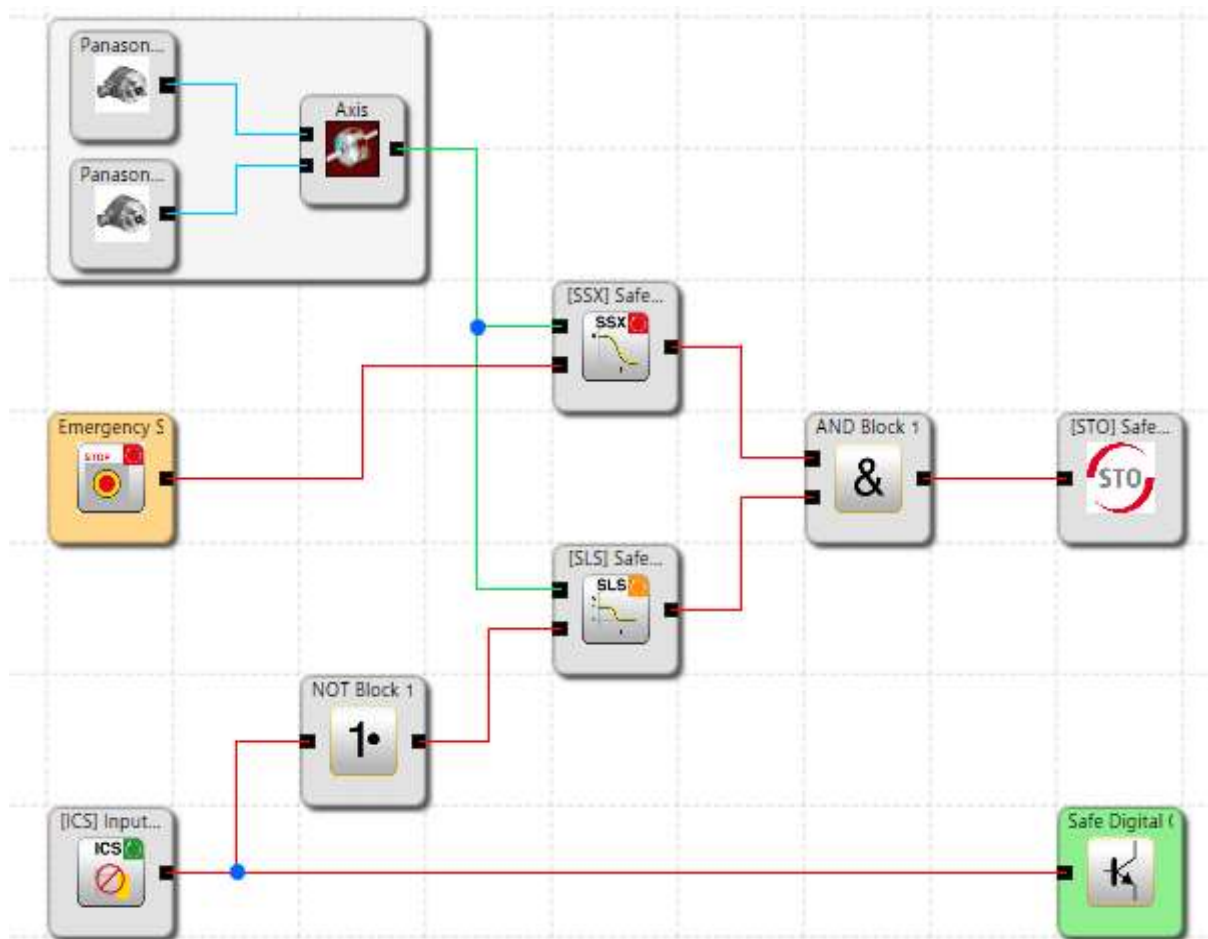 Panason...
Axis
Panason...
[SSX] Safe...
SSX
Emergency S
STOP
AND Block 1
&
[STO] Safe...
STO
[SLS] Safe...
SLS
NOT Block 1
1•
[ICS] Input...
ICS
Safe Digital (